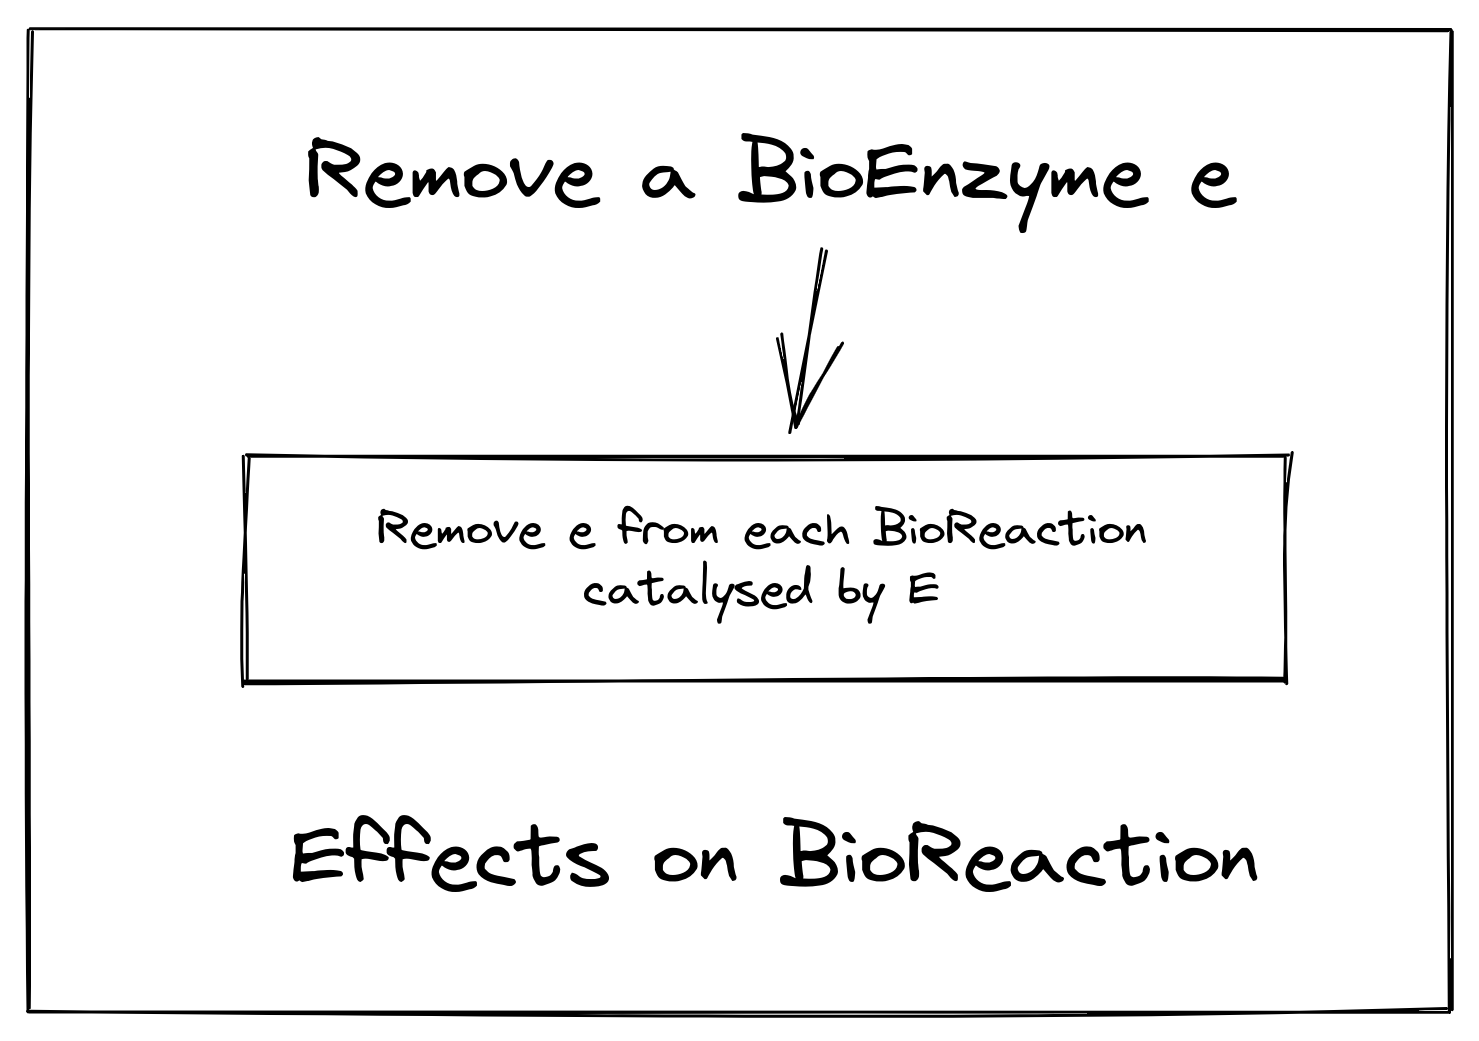 Remove a BioEnzyme e
Remove e from each BioReaction
catalysed by E
Effects on BioReaction